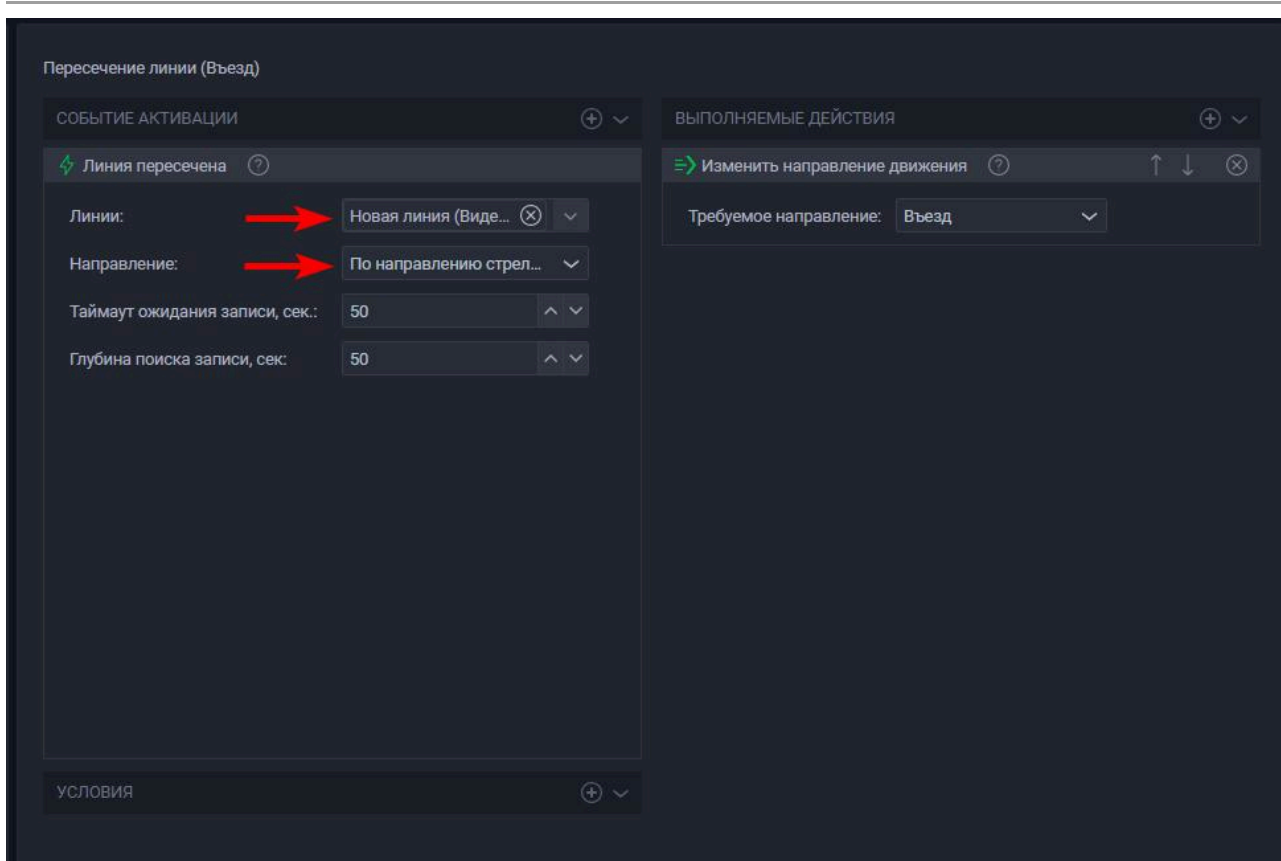 Пересечение линии (Въезд)
СОБЫТИЕ АКТИВАЦИИ
Линия пересечена
Линии: Новая линия (Виде...
Направление: По направлению стрел...
Таймаут ожидания записи, сек.: 50
Глубина поиска записи, сек: 50
УСЛОВИЯ
ВЫПОЛНЯЕМЫЕ ДЕЙСТВИЯ
Изменить направление движения
Требуемое направление: Въезд